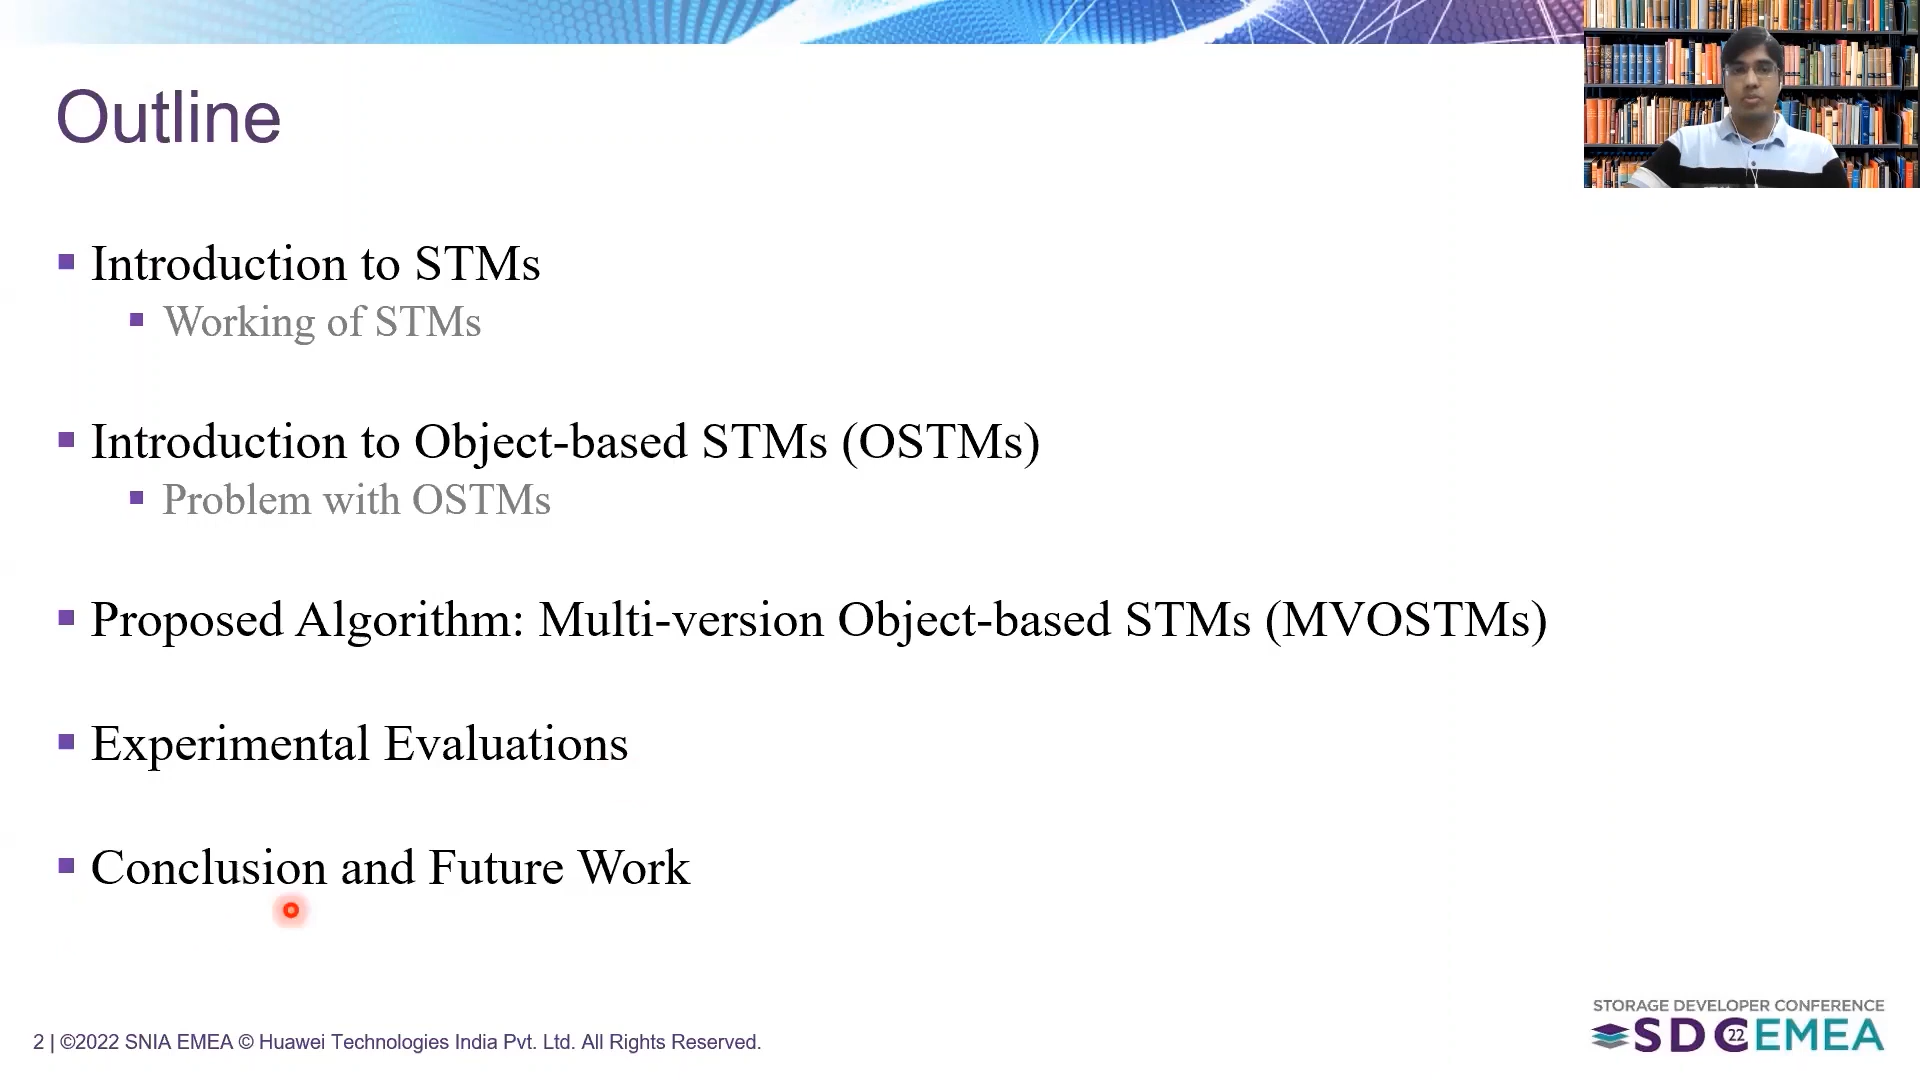 Outline
Introduction to STMs
Working of STMs
Introduction to Object-based STMs (OSTMs)
Problem with OSTMs
Proposed Algorithm: Multi-version Object-based STMs (MVOSTMs)
Experimental Evaluations
Conclusion and Future Work
2 | ©2022 SNIA EMEA © Huawei Technologies India Pvt. Ltd. All Rights Reserved.
STORAGE DEVELOPER CONFERENCE
SDC 22 EMEA